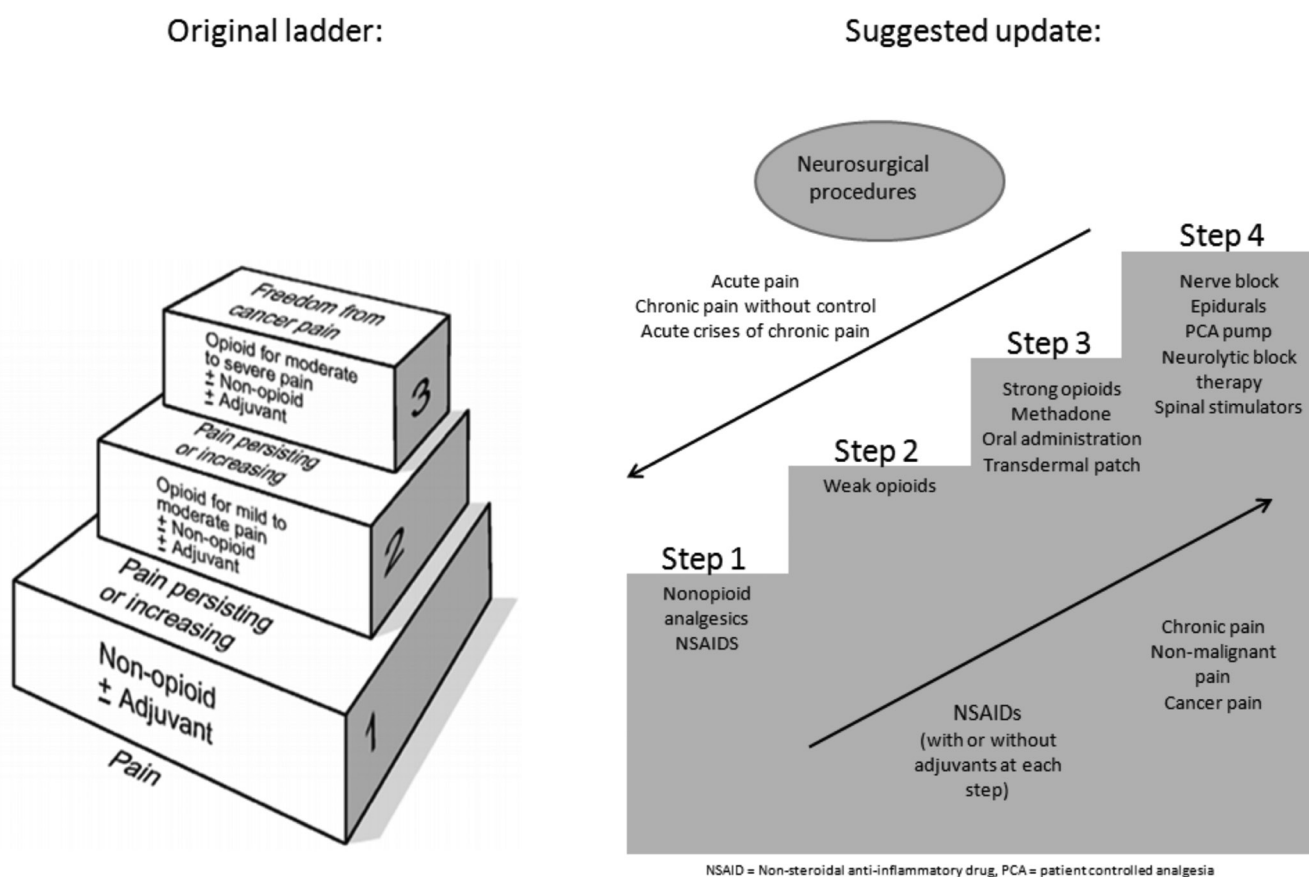 Original ladder:
Freedom from
cancer pain
Opioid for moderate
to severe pain
± Non-opioid
± Adjuvant
3
Pain persisting
or increasing
Opioid for mild to
moderate pain
± Non-opioid
± Adjuvant
2
Pain persisting
or increasing
Non-opioid
± Adjuvant
1
Pain
Suggested update:
Neurosurgical
procedures
Acute pain
Chronic pain without control
Acute crises of chronic pain
Step 1
Nonopioid
analgesics
NSAIDS
Step 2
Weak opioids
Step 3
Strong opioids
Methadone
Oral administration
Transdermal patch
Step 4
Nerve block
Epidurals
PCA pump
Neurolytic block
therapy
Spinal stimulators
Chronic pain
Non-malignant
pain
Cancer pain
NSAIDs
(with or without
adjuvants at each
step)
NSAID = Non-steroidal anti-inflammatory drug, PCA = patient controlled analgesia